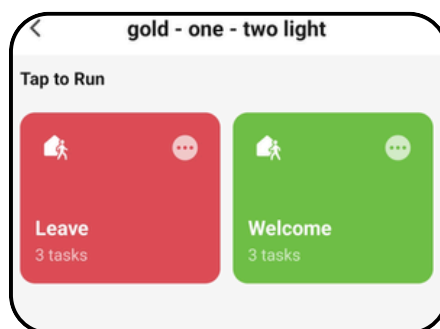 gold - one - two light
Tap to Run
Leave
3 tasks
Welcome
3 tasks